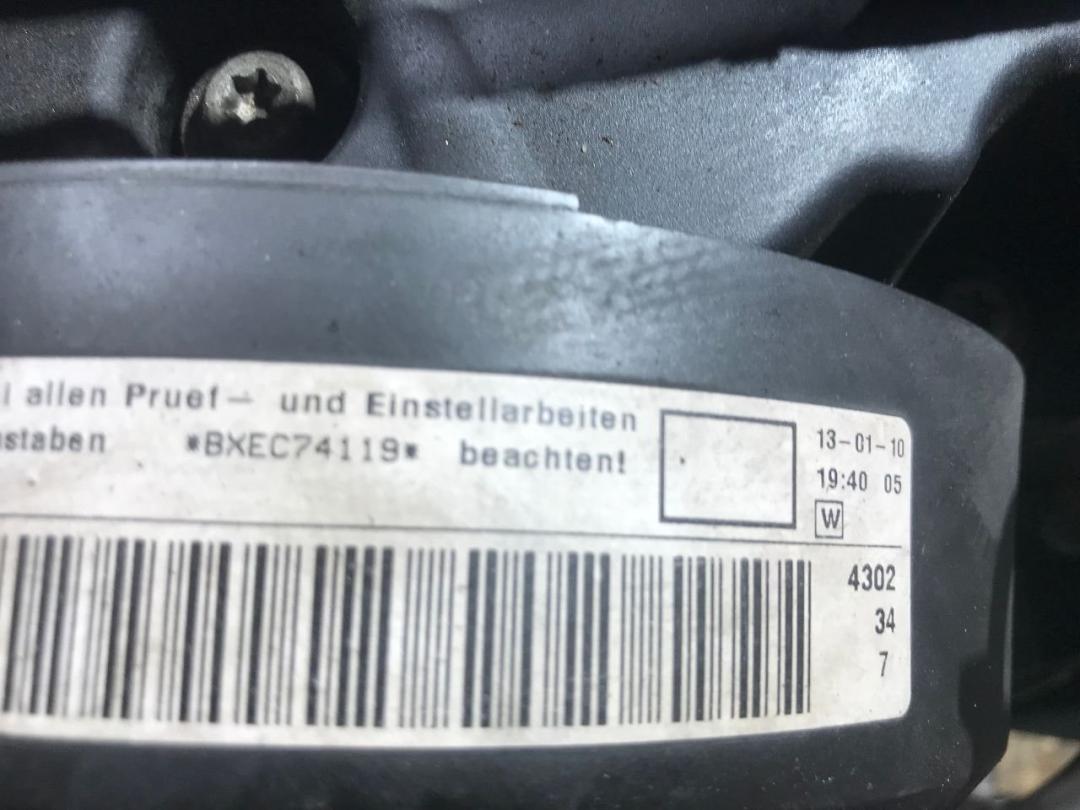 i allen Pruef- und Einstellarbeiten
staben *BXEC74119* beachten!
13-01-10
19:40 05
W
4302
34
7